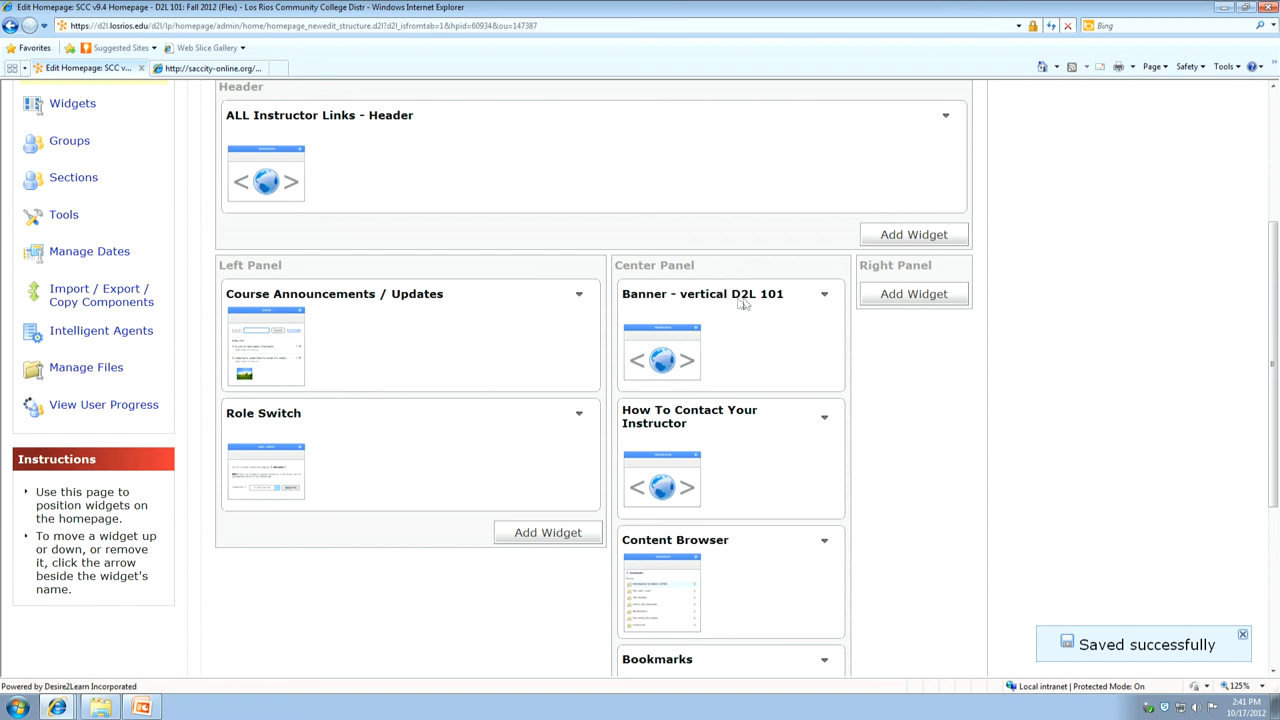 Edit Homepage: SCC v9.4 Homepage - D2L 101: Fall 2012 (Flex) - Los Rios Community College Distr - Windows Internet Explorer
https://d2l.losrios.edu/d2l/lp/homepage/admin/home/homepage_newedit_structure.d2l?d2l_isfromtab=1&hpid=60934&ou=147387
Bing
Favorites
Suggested Sites
Web Slice Gallery
Edit Homepage: SCC v...
http://saccity-online.org/...
Page
Safety
Tools
Header
Widgets
Groups
Sections
Tools
Manage Dates
Import / Export /
Copy Components
Intelligent Agents
Manage Files
View User Progress
Instructions
Use this page to
position widgets on
the homepage.
To move a widget up
or down, or remove
it, click the arrow
beside the widget's
name.
ALL Instructor Links - Header
Add Widget
Left Panel
Course Announcements / Updates
Role Switch
Add Widget
Center Panel
Banner - vertical D2L 101
How To Contact Your
Instructor
Content Browser
Bookmarks
Right Panel
Add Widget
Saved successfully
Powered by Desire2Learn Incorporated
Local intranet | Protected Mode: On
125%
2:41 PM
10/17/2012